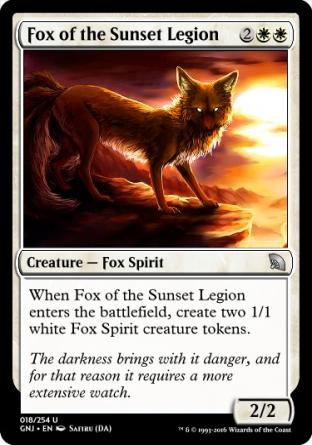 Fox of the Sunset Legion 2
Creature — Fox Spirit
When Fox of the Sunset Legion
enters the battlefield, create two 1/1
white Fox Spirit creature tokens.
The darkness brings with it danger, and
for that reason it requires a more
extensive watch.
2/2
018/254 U
GNJ • EN Safiru (DA)
™ & © 1993-2016 Wizards of the Coast